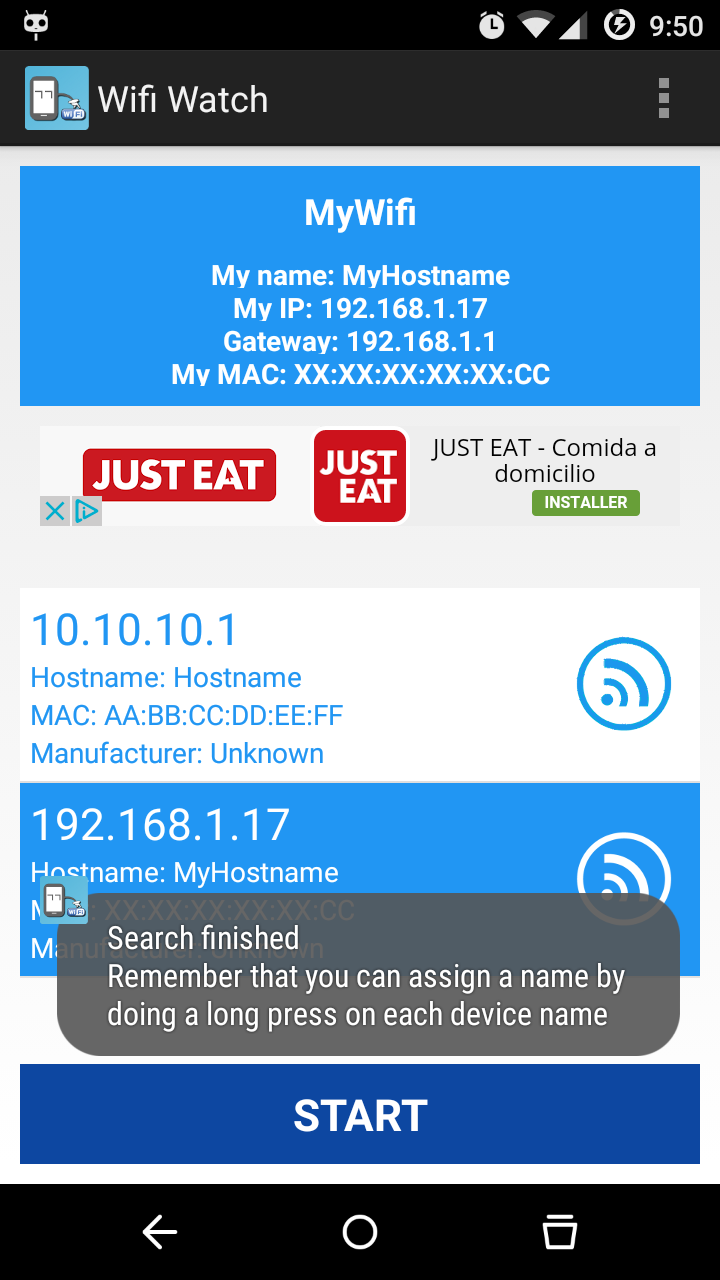 9:50
WiFi
Wifi Watch
MyWifi
My name: MyHostname
My IP: 192.168.1.17
Gateway: 192.168.1.1
My MAC: XX:XX:XX:XX:XX:CC
JUST EAT
JUST
EAT
JUST EAT - Comida a
domicilio
INSTALLER
10.10.10.1
Hostname: Hostname
MAC: AA:BB:CC:DD:EE:FF
Manufacturer: Unknown
192.168.1.17
Hostname: MyHostname
XX:XX:XX:XX:XX:CC
Manufacturer: Unknown
WiFi
Search finished
Remember that you can assign a name by
doing a long press on each device name
START